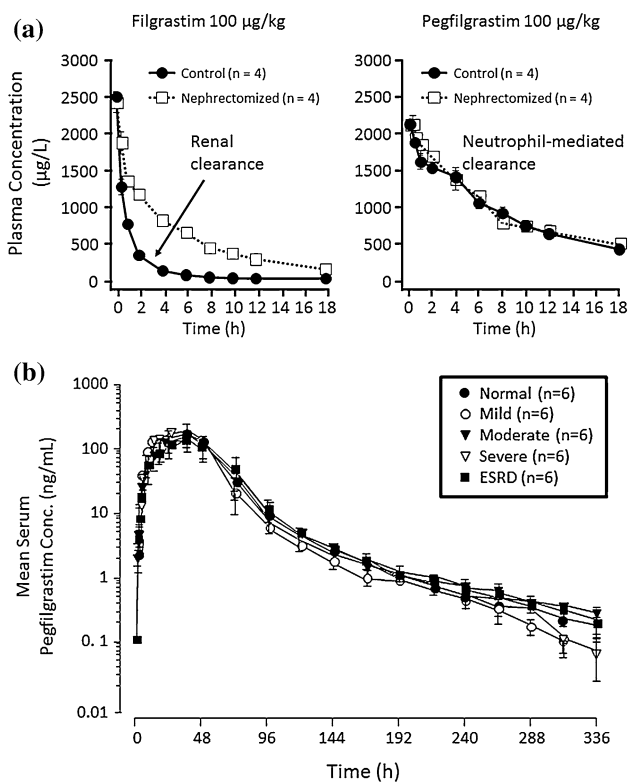 (a)
Filgrastim 100 µg/kg
Pegfilgrastim 100 µg/kg
Plasma Concentration
(µg/L)
3000
2500
2000
1500
1000
500
0
Control (n = 4)
Nephrectomized (n = 4)
Renal
clearance
0 2 4 6 8 10 12 14 16 18
Time (h)
3000
2500
2000
1500
1000
500
0
Control (n = 4)
Nephrectomized (n = 4)
Neutrophil-mediated
clearance
0 2 4 6 8 10 12 14 16 18
Time (h)
(b)
Mean Serum
Pegfilgrastim Conc. (ng/mL)
1000
100
10
1
0.1
0.01
Normal (n=6)
Mild (n=6)
Moderate (n=6)
Severe (n=6)
ESRD (n=6)
0 48 96 144 192 240 288 336
Time (h)